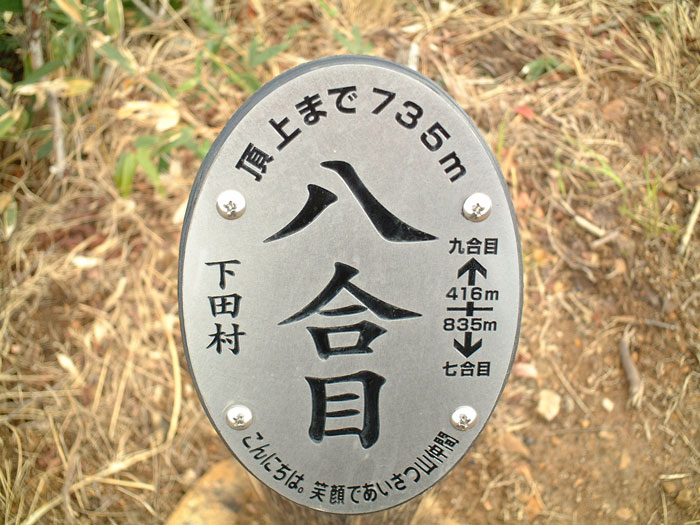 頂上まで735m
八合目
下田村
九合目
416m
835m
七合目
こんにちは。笑顔であいさつ山仲間